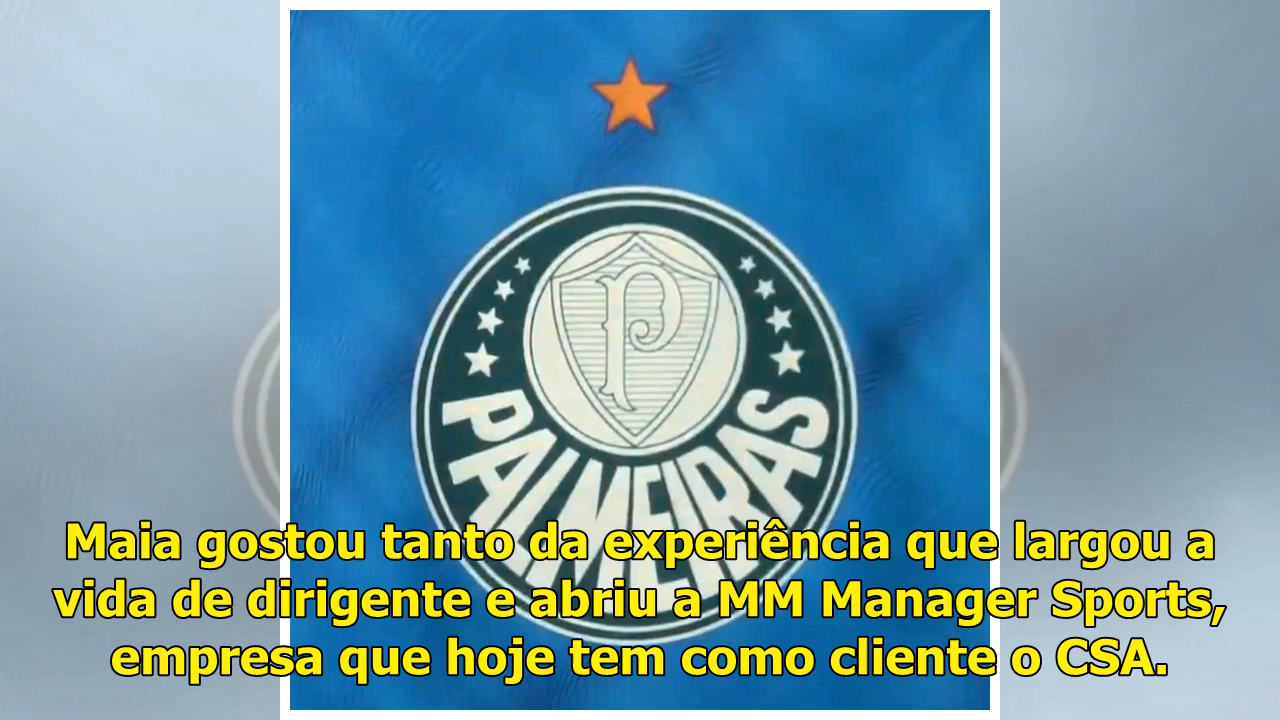 P
PALMEIRAS
Maia gostou tanto da experiência que largou a
vida de dirigente e abriu a MM Manager Sports,
empresa que hoje tem como cliente o CSA.